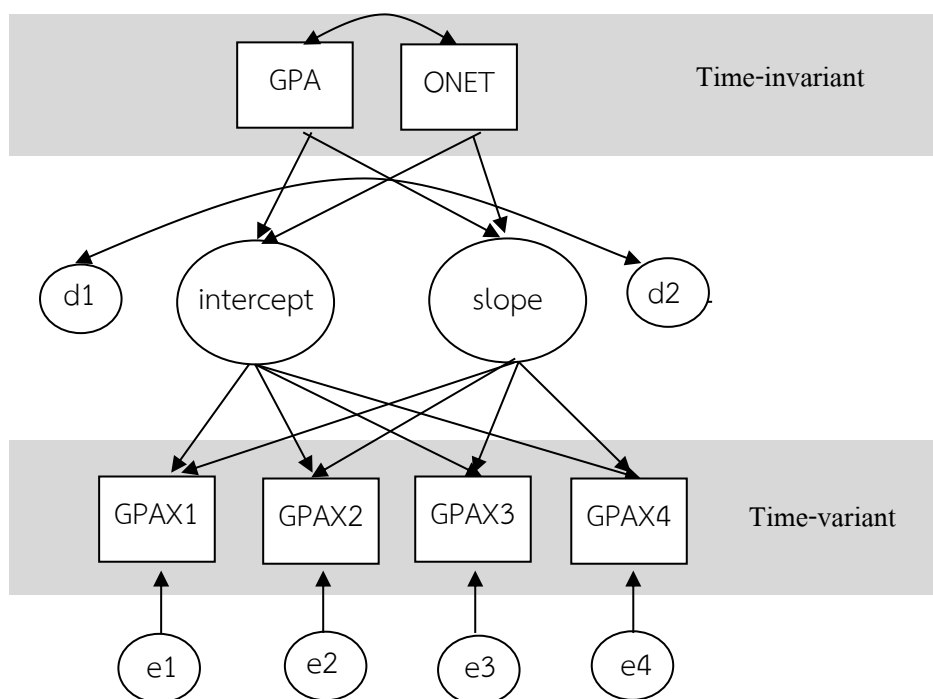 GPA
ONET
Time-invariant
d1
intercept
slope
d2
GPAX1
GPAX2
GPAX3
GPAX4
Time-variant
e1
e2
e3
e4